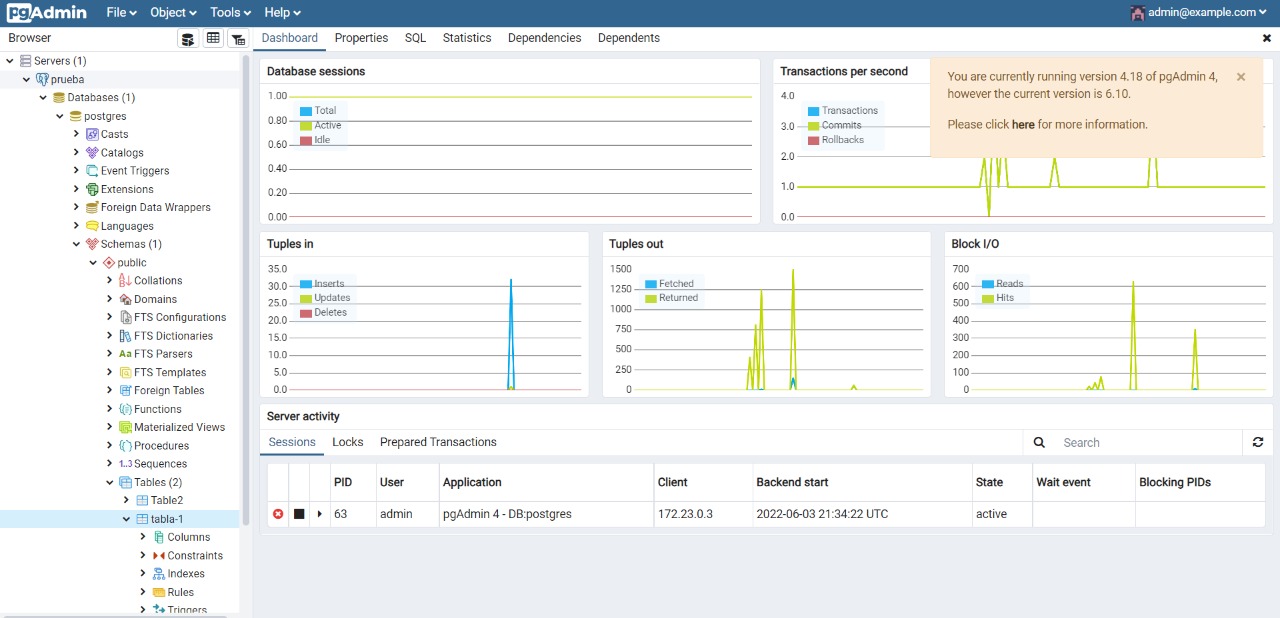 pgAdmin File Object Tools Help admin@example.com
Browser
Dashboard Properties SQL Statistics Dependencies Dependents
Servers (1)
prueba
Databases (1)
postgres
Casts
Catalogs
Event Triggers
Extensions
Foreign Data Wrappers
Languages
Schemas (1)
public
Collations
Domains
FTS Configurations
FTS Dictionaries
Aa FTS Parsers
FTS Templates
Foreign Tables
Functions
Materialized Views
Procedures
1..3 Sequences
Tables (2)
Table2
tabla-1
Columns
Constraints
Indexes
Rules
Triggers
Database sessions
1.00
0.80
0.60
0.40
0.20
0.00
Total
Active
Idle
Transactions per second
4.0
3.0
2.0
1.0
0.0
Transactions
Commits
Rollbacks
You are currently running version 4.18 of pgAdmin 4,
however the current version is 6.10.
Please click here for more information.
Tuples in
35.0
30.0
25.0
20.0
15.0
10.0
5.0
0.0
Inserts
Updates
Deletes
Tuples out
1500
1250
1000
750
500
250
0
Fetched
Returned
Block I/O
700
600
500
400
300
200
100
0
Reads
Hits
Server activity
Sessions Locks Prepared Transactions Search
PID User Application Client Backend start State Wait event Blocking PIDs
63 admin pgAdmin 4 - DB:postgres 172.23.0.3 2022-06-03 21:34:22 UTC active